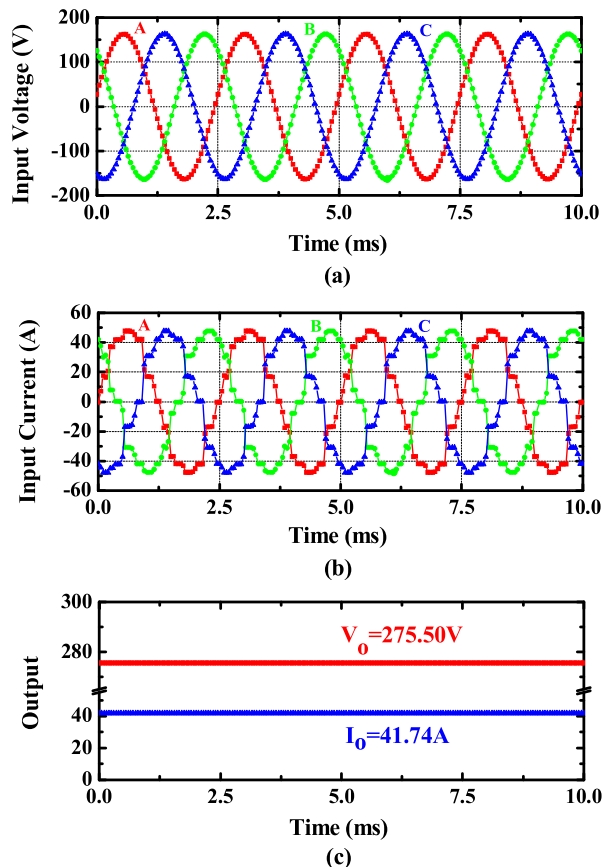 200
100
0
-100
-200
Input Voltage (V)
A
B
C
0.0 2.5 5.0 7.5 10.0
Time (ms)
(a)
60
40
20
0
-20
-40
-60
Input Current (A)
A
B
C
0.0 2.5 5.0 7.5 10.0
Time (ms)
(b)
300
280
40
20
0
Output
Vo=275.50V
Io=41.74A
0.0 2.5 5.0 7.5 10.0
Time (ms)
(c)